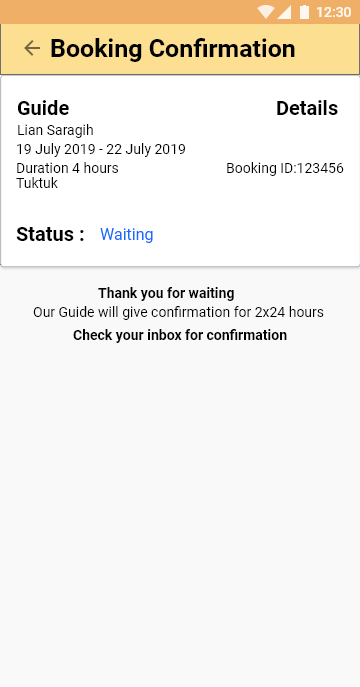 12:30
Booking Confirmation
Guide Details
Lian Saragih
19 July 2019 - 22 July 2019
Duration 4 hours Booking ID:123456
Tuktuk
Status : Waiting
Thank you for waiting
Our Guide will give confirmation for 2x24 hours
Check your inbox for confirmation